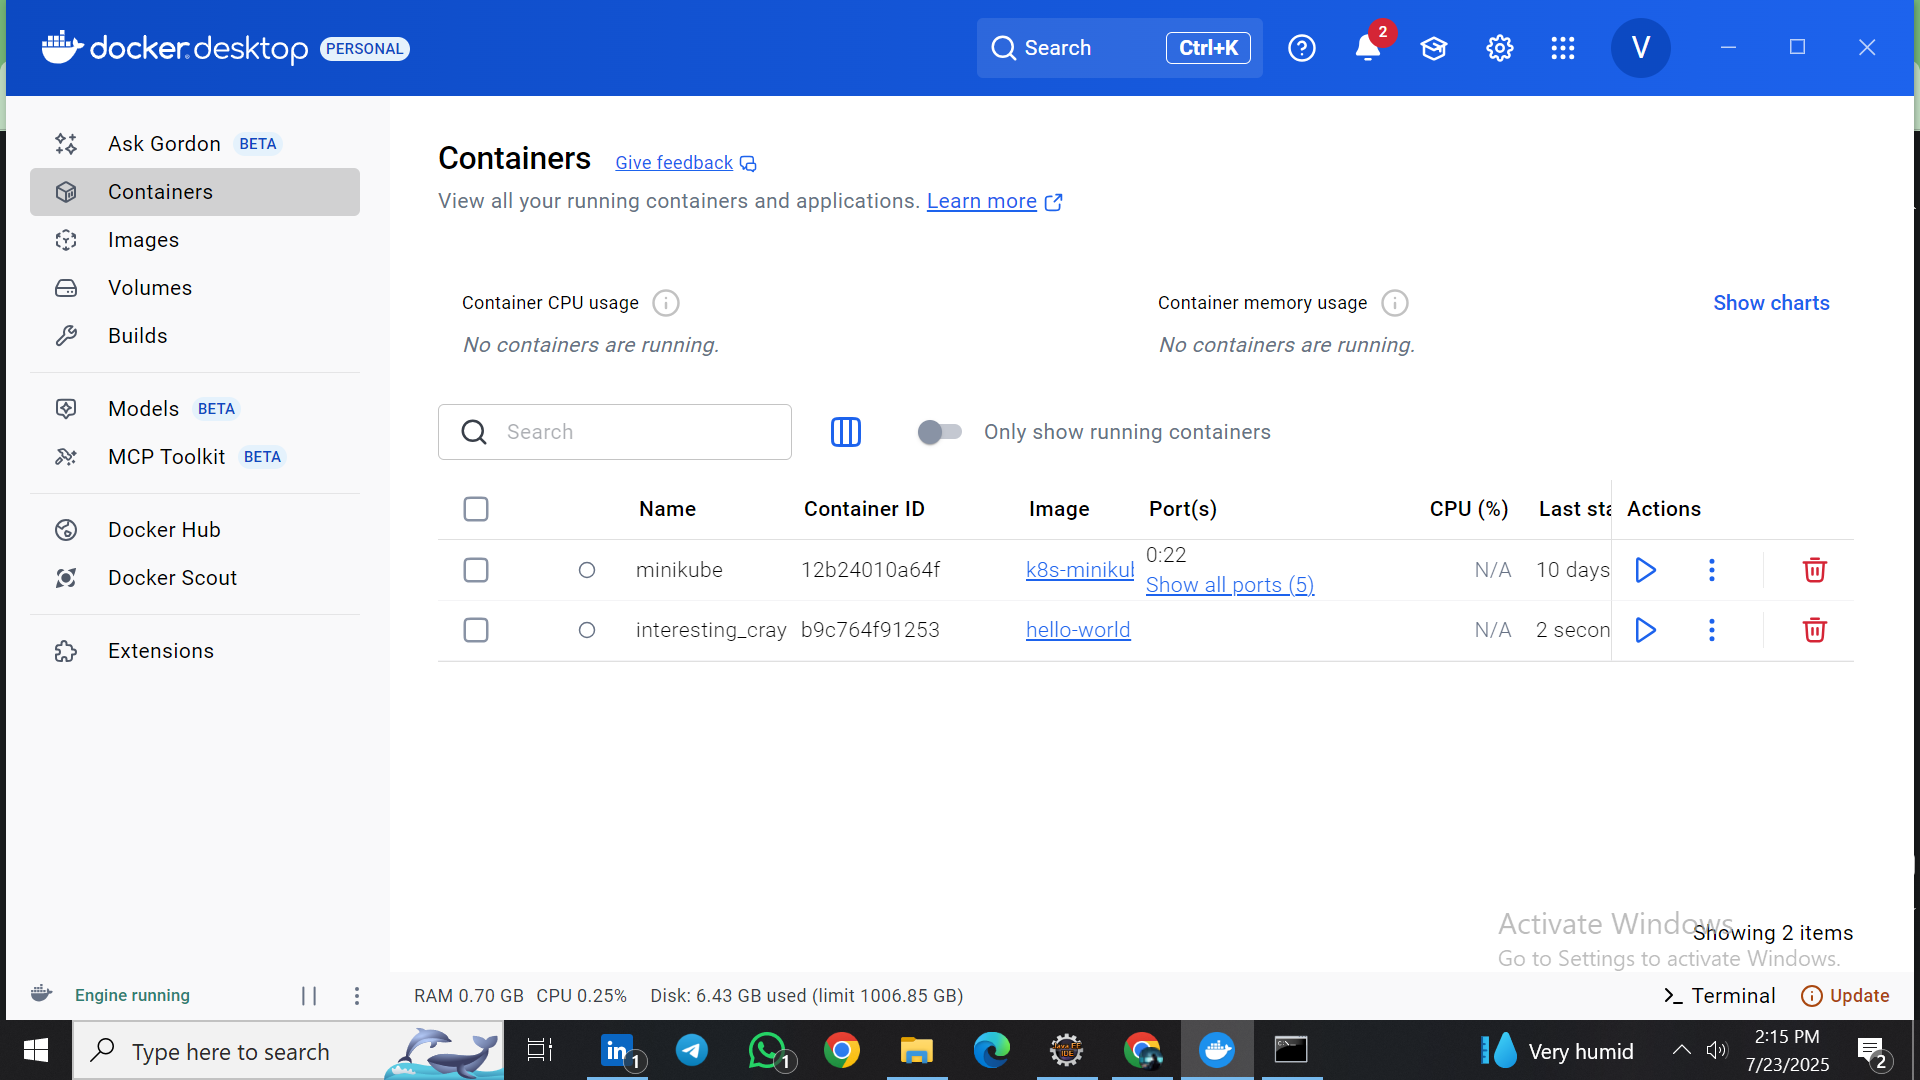 docker.desktop PERSONAL
Search Ctrl+K
2
V
Ask Gordon BETA
Containers
Images
Volumes
Builds
Models BETA
MCP Toolkit BETA
Docker Hub
Docker Scout
Extensions
Containers Give feedback
View all your running containers and applications. Learn more
Container CPU usage
No containers are running.
Container memory usage
No containers are running.
Show charts
Search
Only show running containers
Name Container ID Image Port(s) CPU (%) Last sta Actions
minikube 12b24010a64f k8s-minikub 0:22 N/A 10 days
Show all ports (5)
interesting_cray b9c764f91253 hello-world N/A 2 secon
Showing 2 items
Activate Windows
Go to Settings to activate Windows.
Engine running
RAM 0.70 GB CPU 0.25% Disk: 6.43 GB used (limit 1006.85 GB)
>_ Terminal
Update
Type here to search
in 1
1
Very humid
2:15 PM
7/23/2025
2